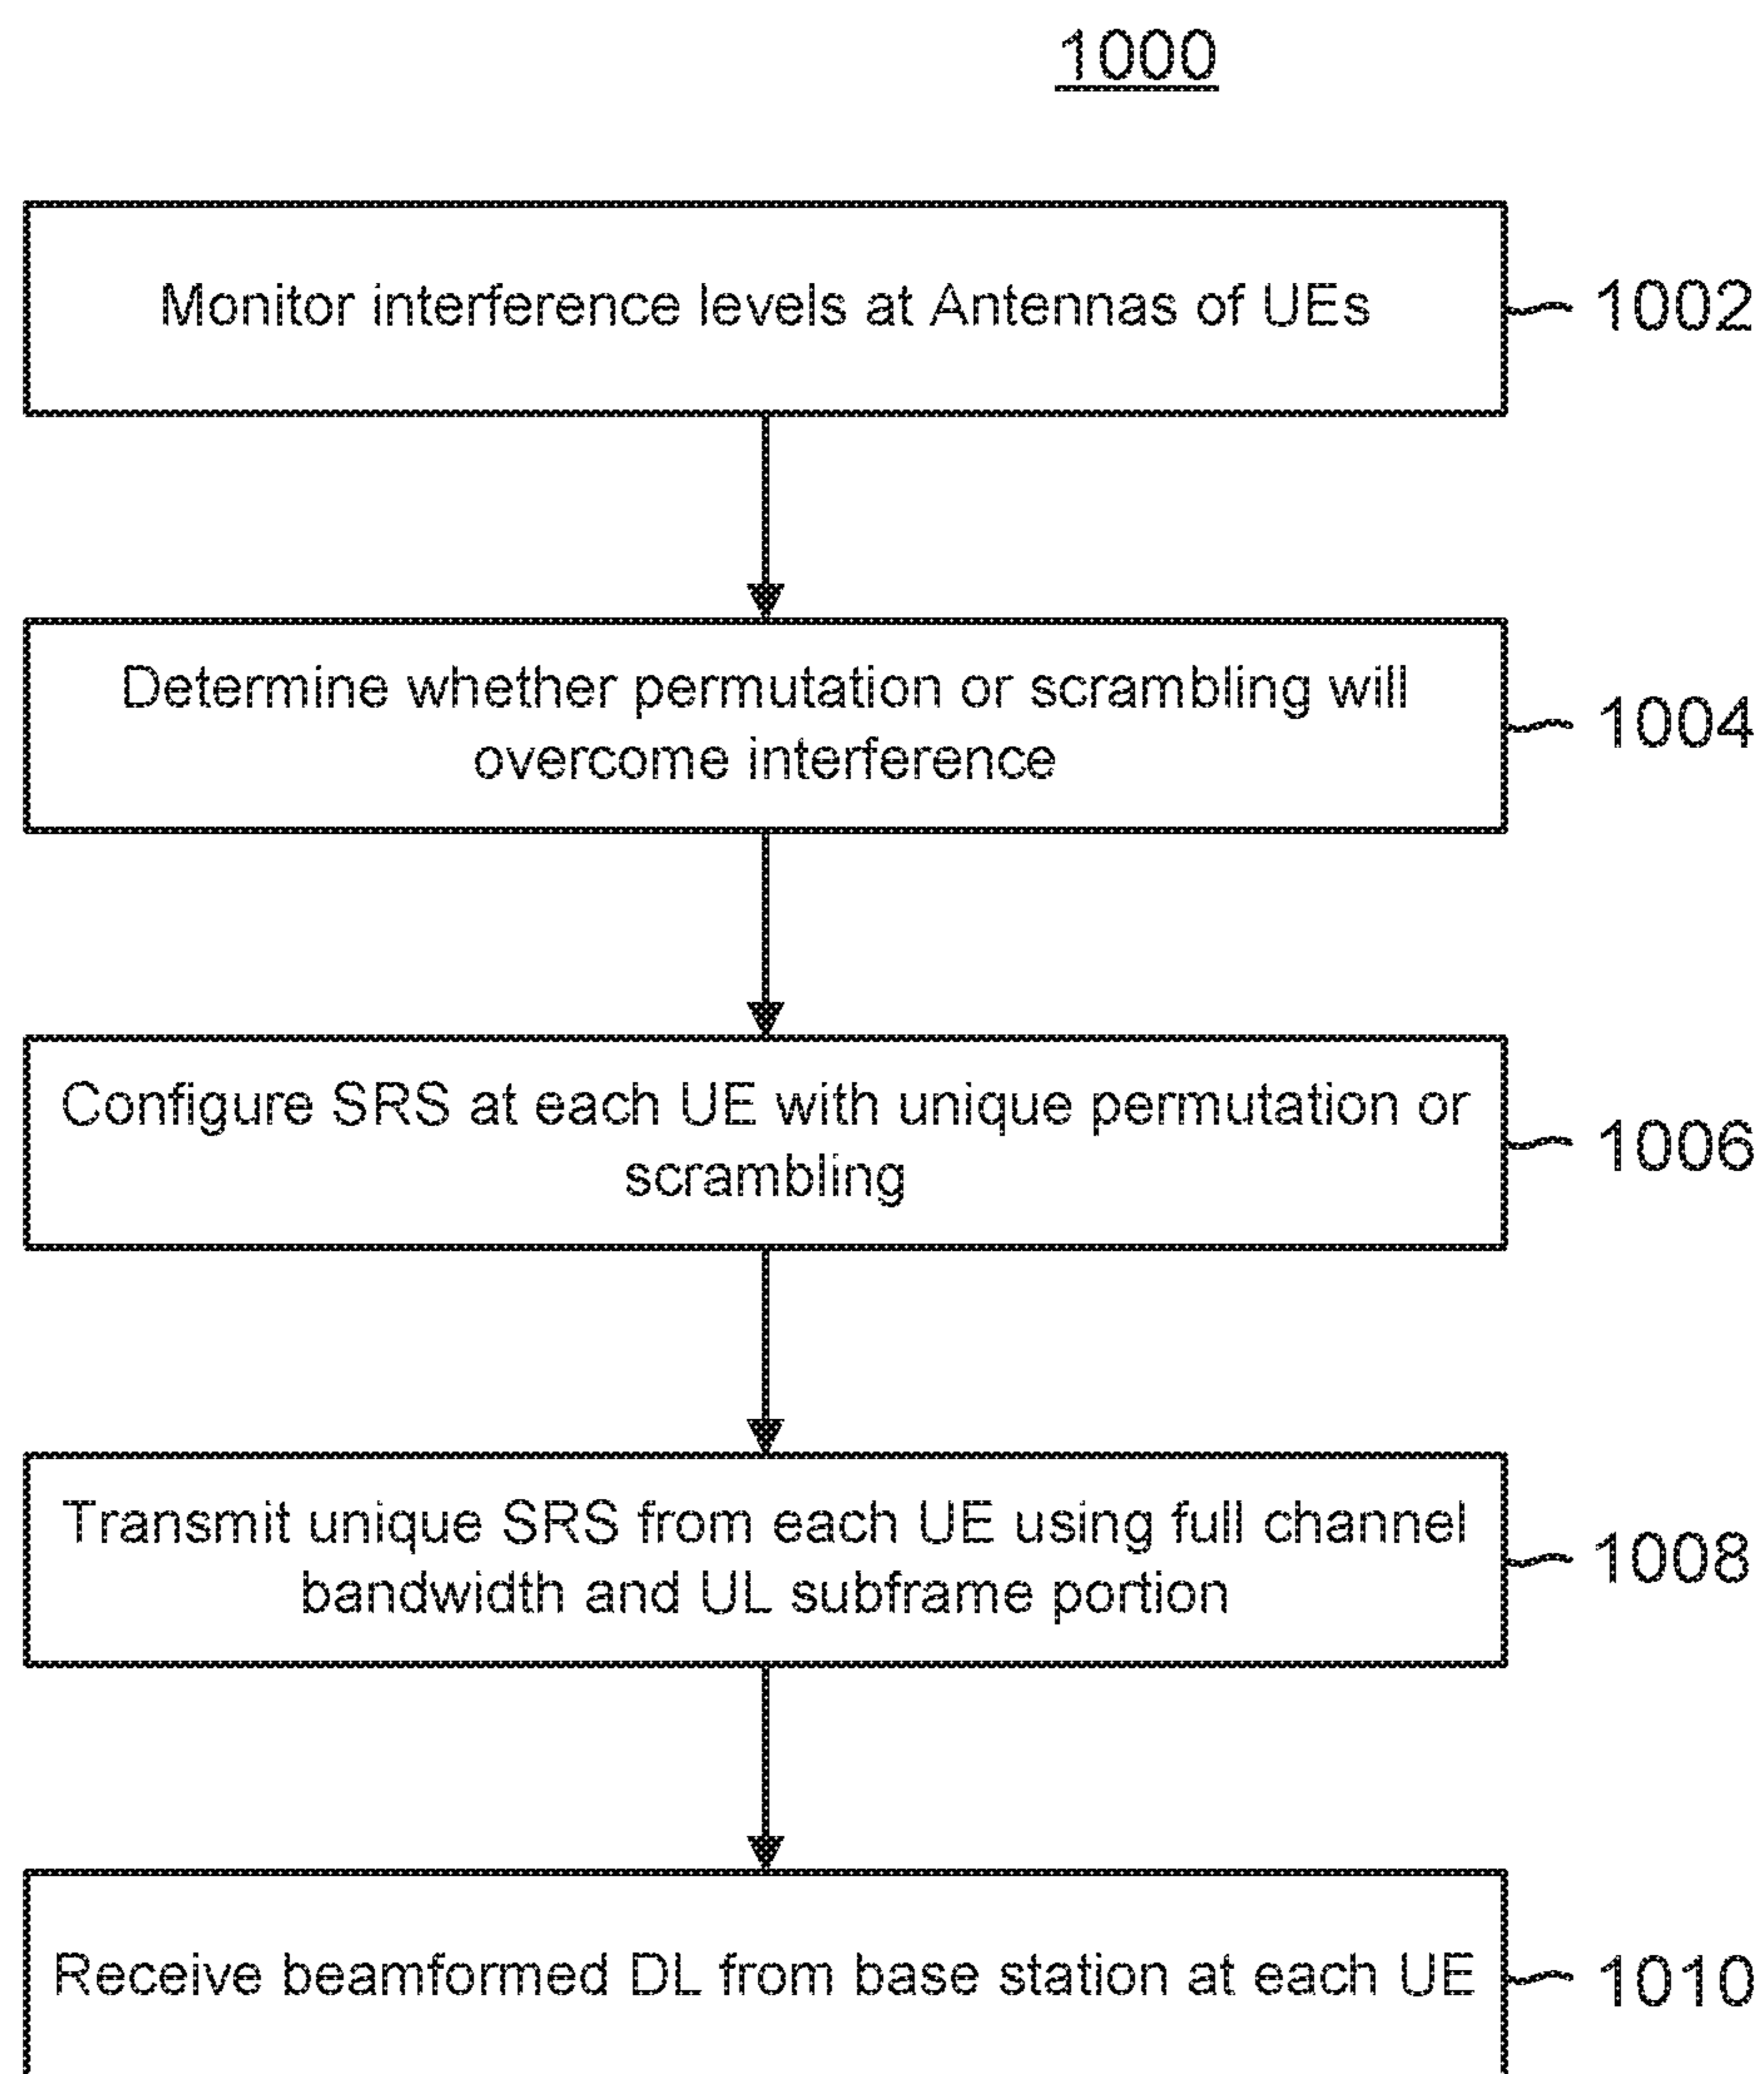 1000
Monitor interference levels at Antennas of UEs
1002
Determine whether permutation or scrambling will
overcome interference
1004
Configure SRS at each UE with unique permutation or
scrambling
1006
Transmit unique SRS from each UE using full channel
bandwidth and UL subframe portion
1008
Receive beamformed DL from base station at each UE
1010